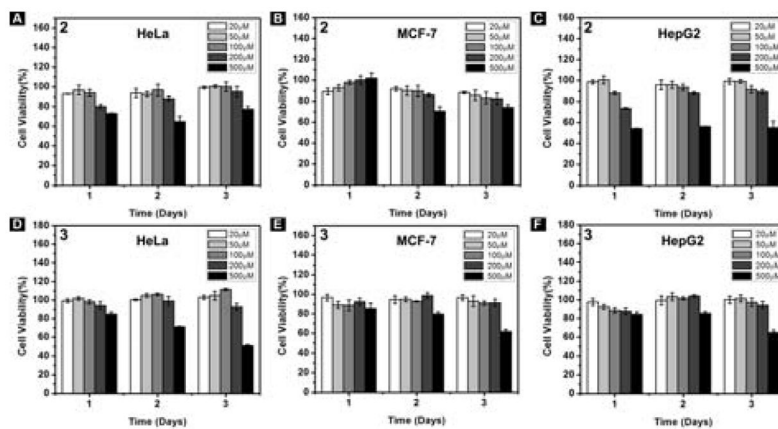 A
2
HeLa
20μM
50μM
100μM
200μM
500μM
Cell Viability(%)
160
140
120
100
80
60
40
20
0
1 2 3
Time (Days)
B
2
MCF-7
20μM
50μM
100μM
200μM
500μM
Cell Viability(%)
160
140
120
100
80
60
40
20
0
1 2 3
Time (Days)
C
2
HepG2
20μM
50μM
100μM
200μM
500μM
Cell Viability(%)
160
140
120
100
80
60
40
20
0
1 2 3
Time (Days)
D
3
HeLa
20μM
50μM
100μM
200μM
500μM
Cell Viability(%)
180
160
140
120
100
80
60
40
20
0
1 2 3
Time (Days)
E
3
MCF-7
20μM
50μM
100μM
200μM
500μM
Cell Viability(%)
160
140
120
100
80
60
40
20
0
1 2 3
Time (Days)
F
3
HepG2
20μM
50μM
100μM
200μM
500μM
Cell Viability(%)
180
160
140
120
100
80
60
40
20
0
1 2 3
Time (Days)